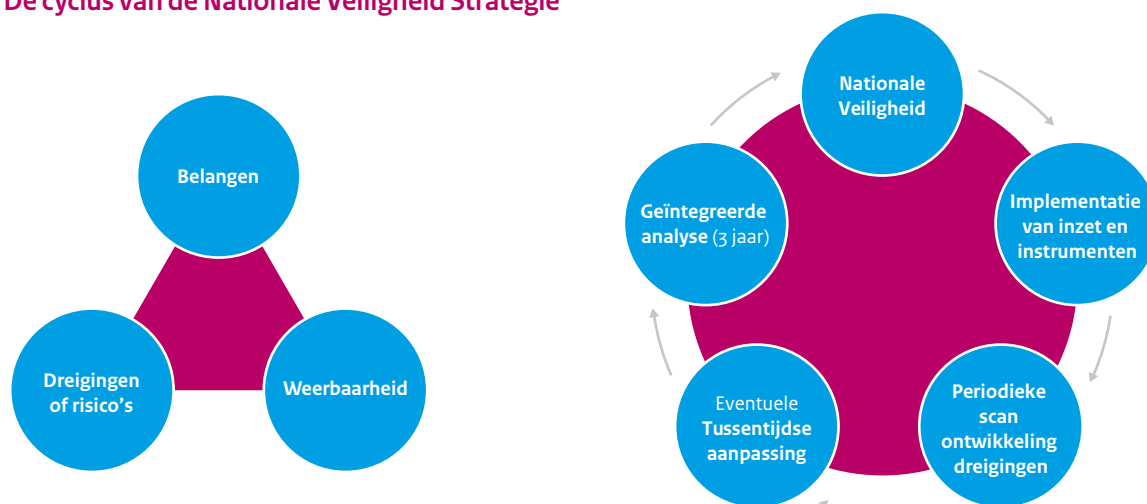 De cyclus van de Nationale Veiligheid Strategie
Belangen
Dreigingen
of risico's
Weerbaarheid
Nationale
Veiligheid
Implementatie
van inzet en
instrumenten
Periodieke
scan
ontwikkeling
dreigingen
Eventuele
Tussentijdse
aanpassing
Geïntegreerde
analyse (3 jaar)